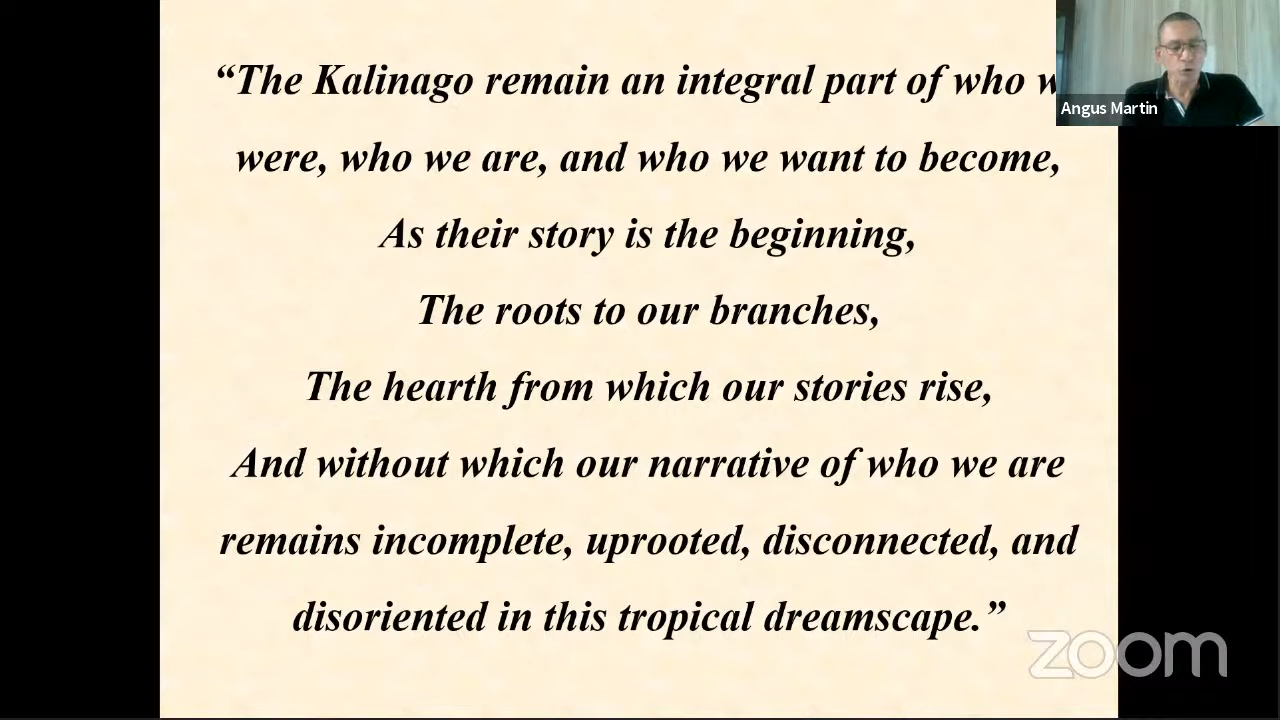 “The Kalinago remain an integral part of who w
were, who we are, and who we want to become,
As their story is the beginning,
The roots to our branches,
The hearth from which our stories rise,
And without which our narrative of who we are
remains incomplete, uprooted, disconnected, and
disoriented in this tropical dreamscape.”
Angus Martin
zoom